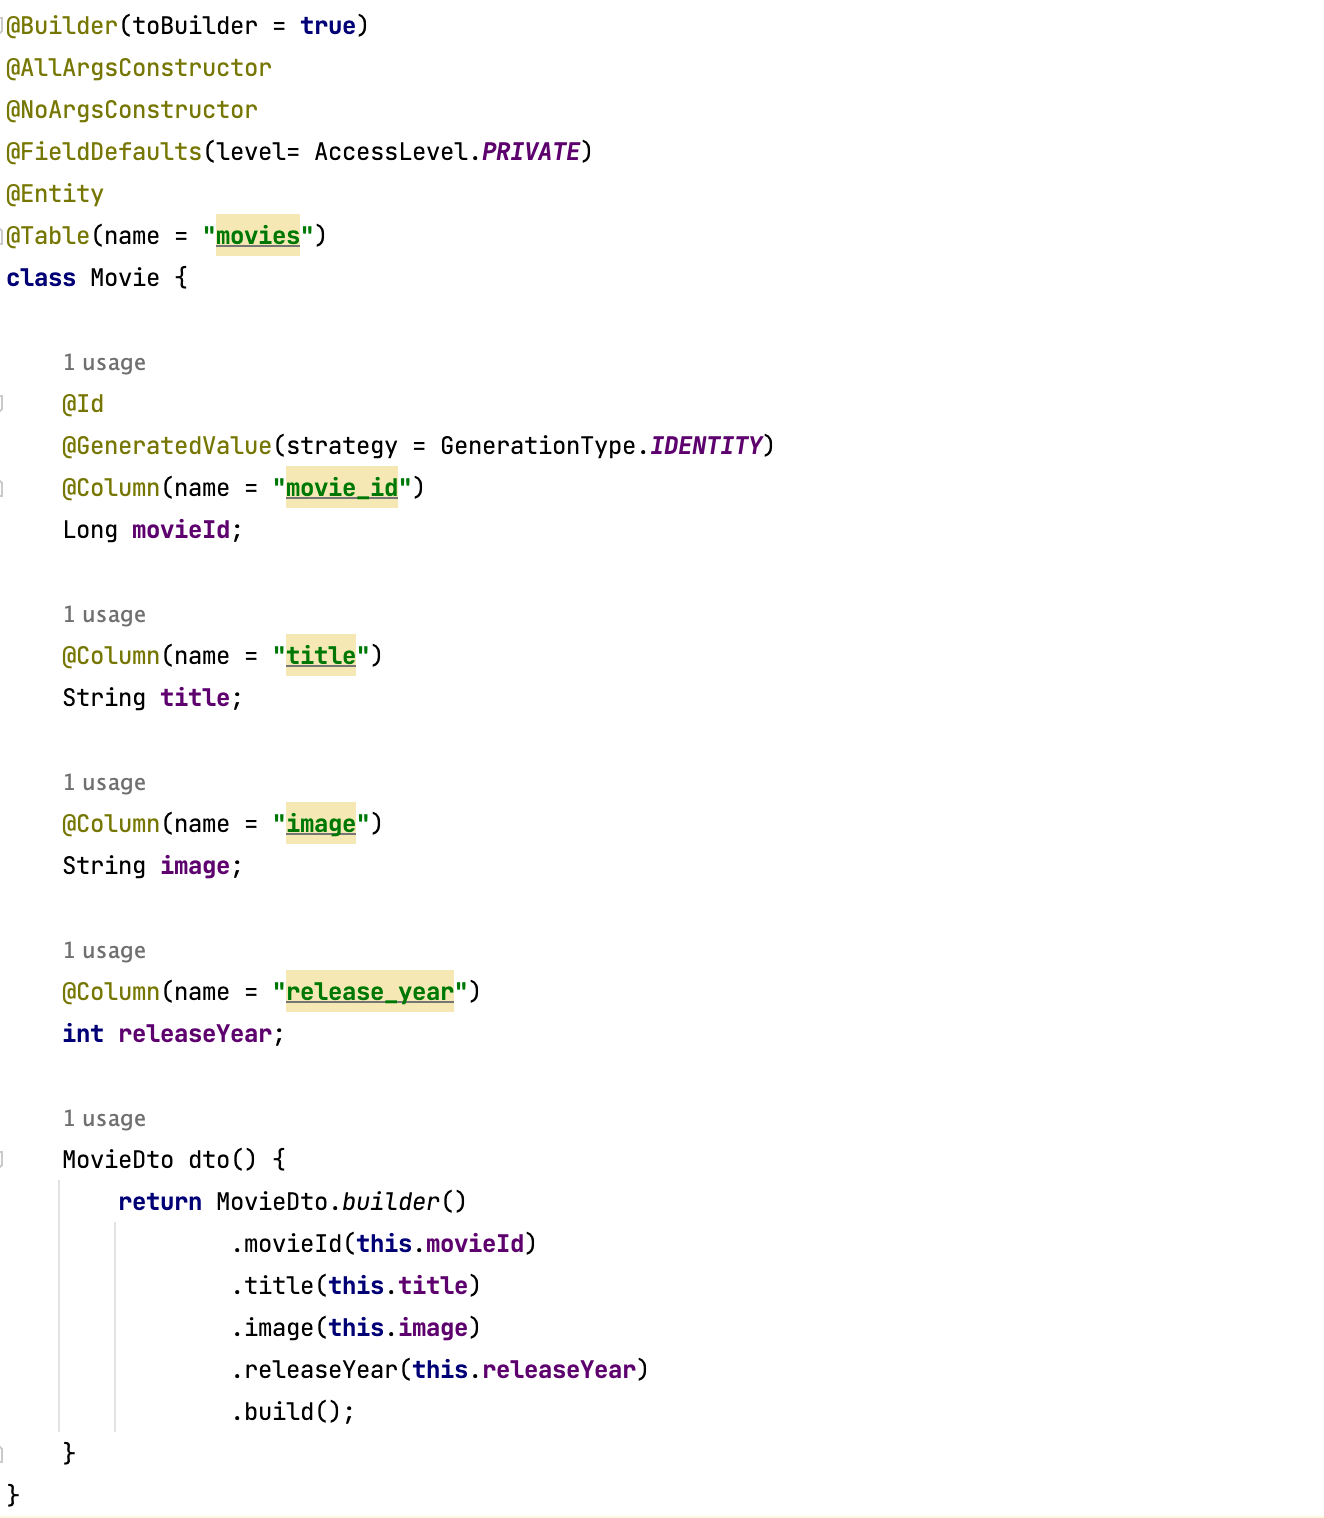 @Builder(toBuilder = true)
@AllArgsConstructor
@NoArgsConstructor
@FieldDefaults(level= AccessLevel.PRIVATE)
@Entity
@Table(name = "movies")
class Movie {
1 usage
@Id
@GeneratedValue(strategy = GenerationType.IDENTITY)
@Column(name = "movie_id")
Long movieId;
1 usage
@Column(name = "title")
String title;
1 usage
@Column(name = "image")
String image;
1 usage
@Column(name = "release_year")
int releaseYear;
1 usage
MovieDto dto() {
return MovieDto.builder()
.movieId(this.movieId)
.title(this.title)
.image(this.image)
.releaseYear(this.releaseYear)
.build();
}
}